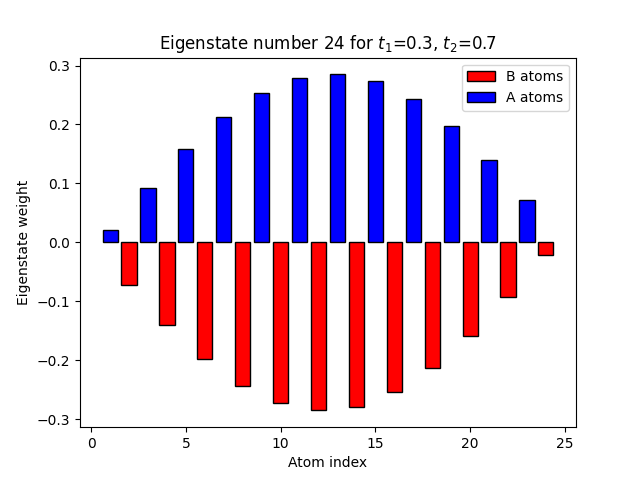 Eigenstate number 24 for t₁=0.3, t₂=0.7
B atoms
A atoms
0.3
0.2
0.1
0.0
−0.1
−0.2
−0.3
Eigenstate weight
0 5 10 15 20 25
Atom index